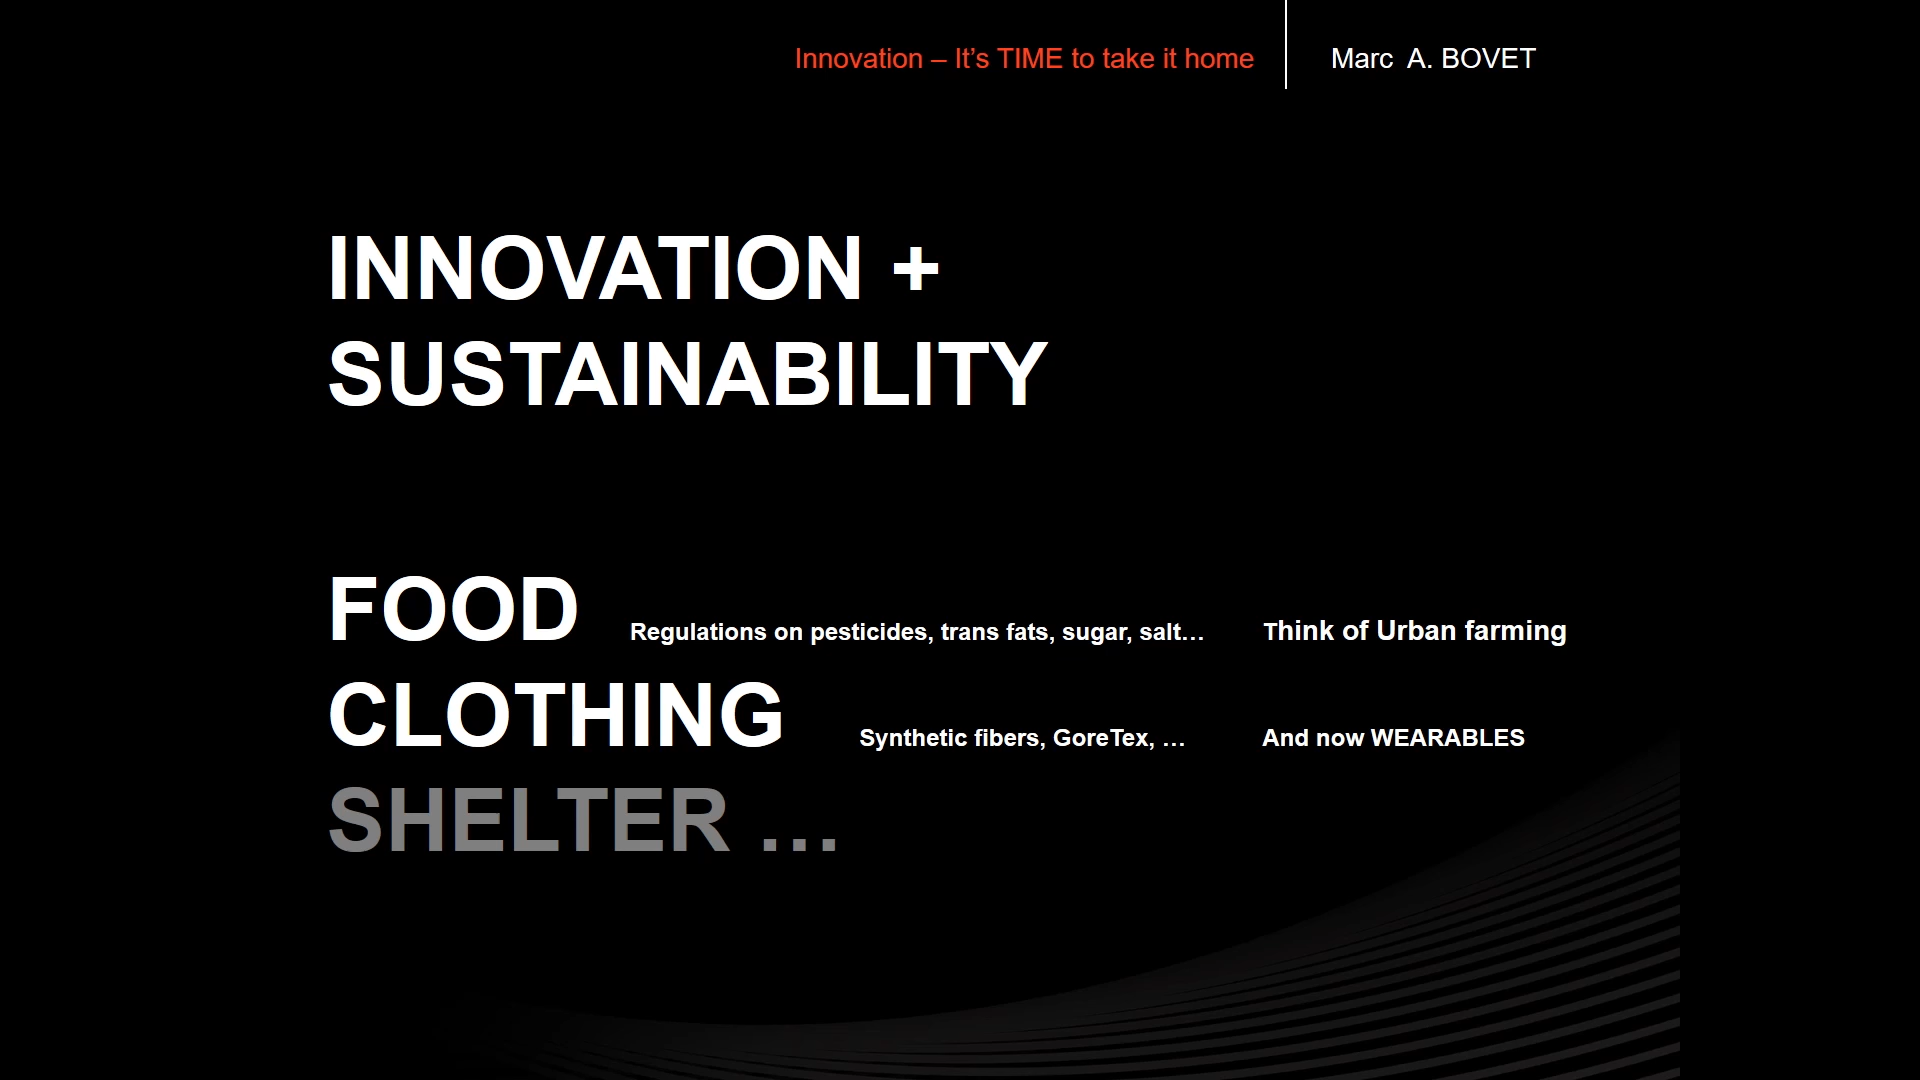 Innovation – It’s TIME to take it home
Marc  A. BOVET
INNOVATION +
SUSTAINABILITY
FOOD Regulations on pesticides, trans fats, sugar, salt… Think of Urban farming
CLOTHING Synthetic fibers, GoreTex, … And now WEARABLES
SHELTER …